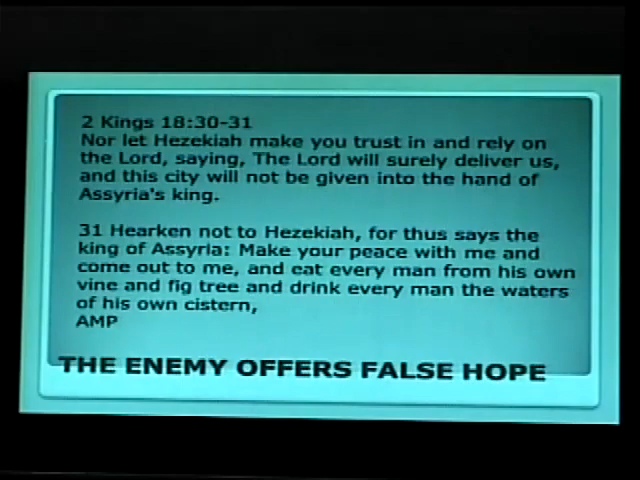 2 Kings 18:30-31
Nor let Hezekiah make you trust in and rely on
the Lord, saying, The Lord will surely deliver us,
and this city will not be given into the hand of
Assyria's king.
31 Hearken not to Hezekiah, for thus says the
king of Assyria: Make your peace with me and
come out to me, and eat every man from his own
vine and fig tree and drink every man the waters
of his own cistern,
AMP
THE ENEMY OFFERS FALSE HOPE